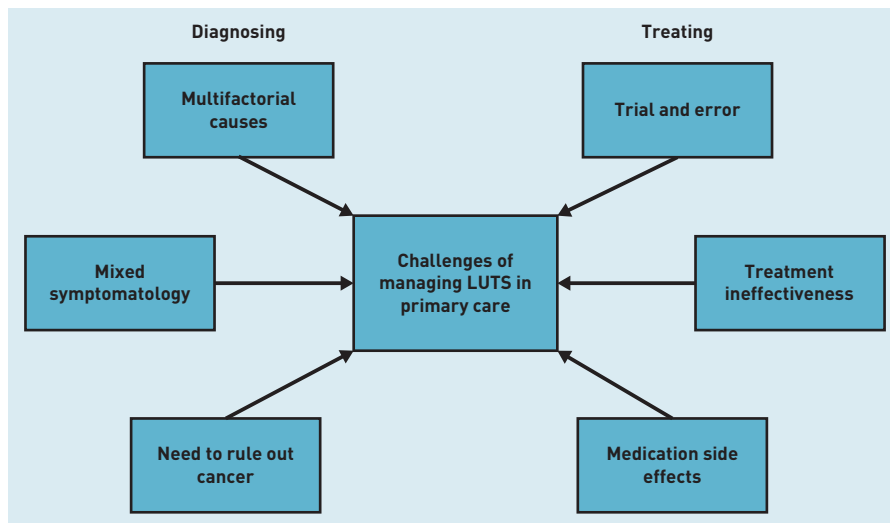 Diagnosing
Treating
Multifactorial
causes
Trial and error
Mixed
symptomatology
Challenges of
managing LUTS in
primary care
Treatment
ineffectiveness
Need to rule out
cancer
Medication side
effects